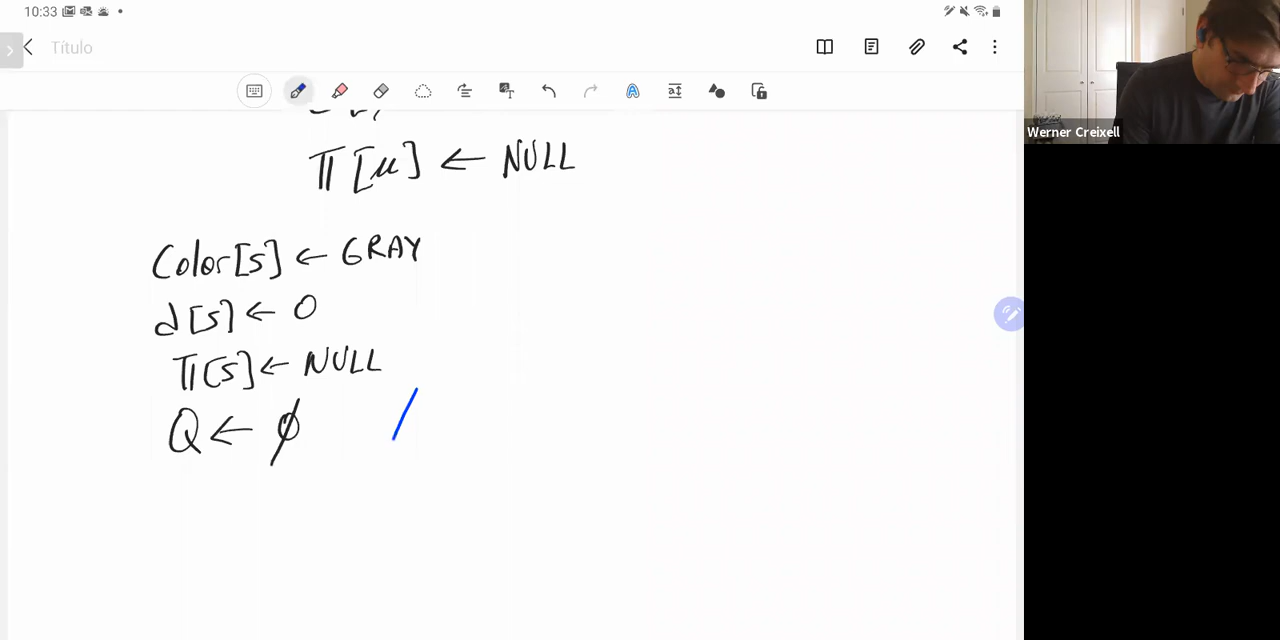 10:33
Título
Werner Creixell
π[u] ← NULL
Color[s] ← GRAY
d[s] ← 0
π[s] ← NULL
Q ← ∅